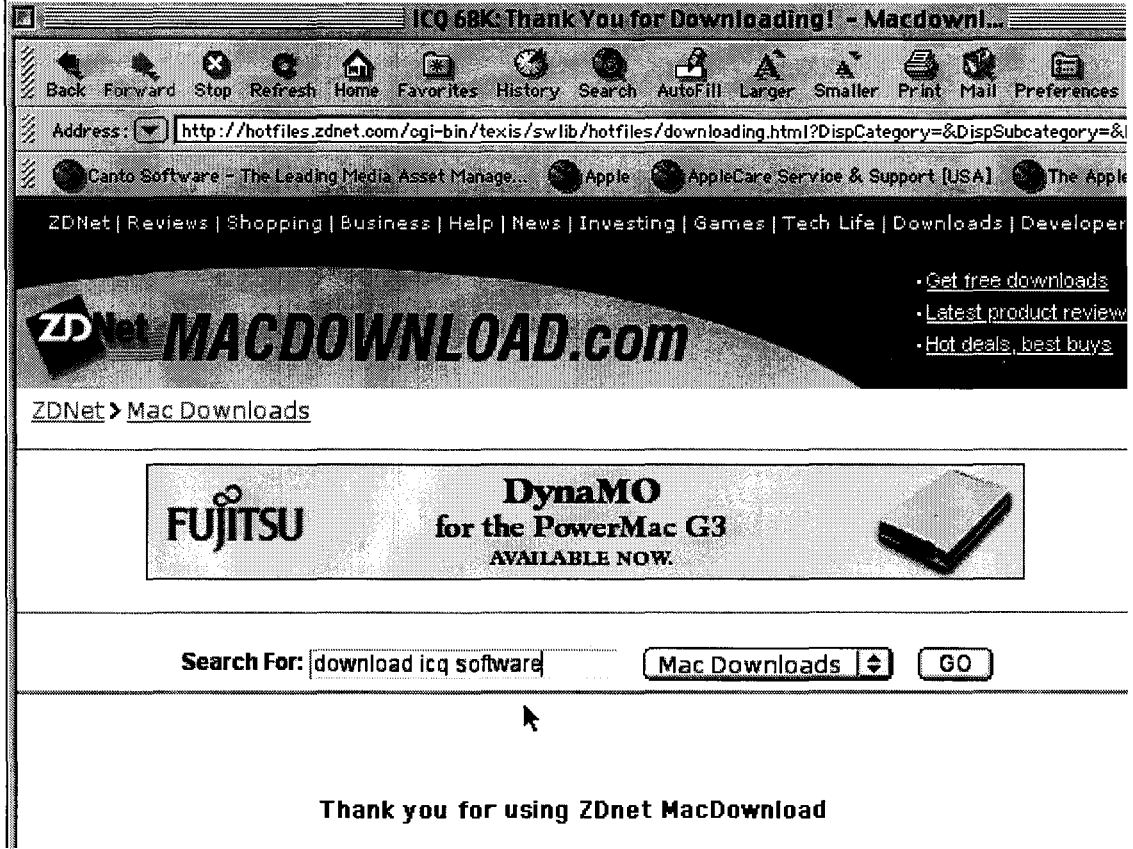 ICQ 68K: Thank You for Downloading! - Macdownl...
Back Forward Stop Refresh Home Favorites History Search AutoFill Larger Smaller Print Mail Preferences
Address: http://hotfiles.zdnet.com/cgi-bin/texis/swlib/hotfiles/downloading.html?DispCategory=&DispSubcategory=&
Canto Software - The Leading Media Asset Manage... Apple AppleCare Service & Support [USA] The Apple
ZDNet | Reviews | Shopping | Business | Help | News | Investing | Games | Tech Life | Downloads | Developer
· Get free downloads
· Latest product review
· Hot deals, best buys
ZDNet MACDOWNLOAD.com
ZDNet > Mac Downloads
FUJITSU
DynaMO
for the PowerMac G3
AVAILABLE NOW.
Search For: download icq software Mac Downloads GO
Thank you for using ZDnet MacDownload